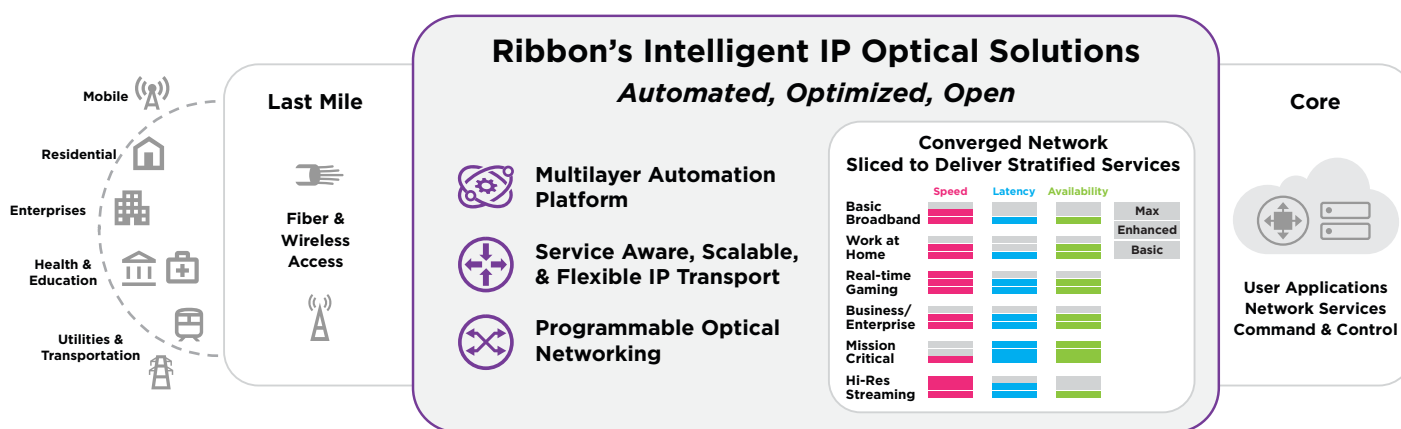 Ribbon's Intelligent IP Optical Solutions
Automated, Optimized, Open
Mobile
Residential
Enterprises
Health &
Education
Utilities &
Transportation
Last Mile
Fiber &
Wireless
Access
Multilayer Automation
Platform
Service Aware, Scalable,
& Flexible IP Transport
Programmable Optical
Networking
Converged Network
Sliced to Deliver Stratified Services
Speed Latency Availability
Basic
Broadband
Work at
Home
Real-time
Gaming
Business/
Enterprise
Mission
Critical
Hi-Res
Streaming
Max
Enhanced
Basic
Core
User Applications
Network Services
Command & Control